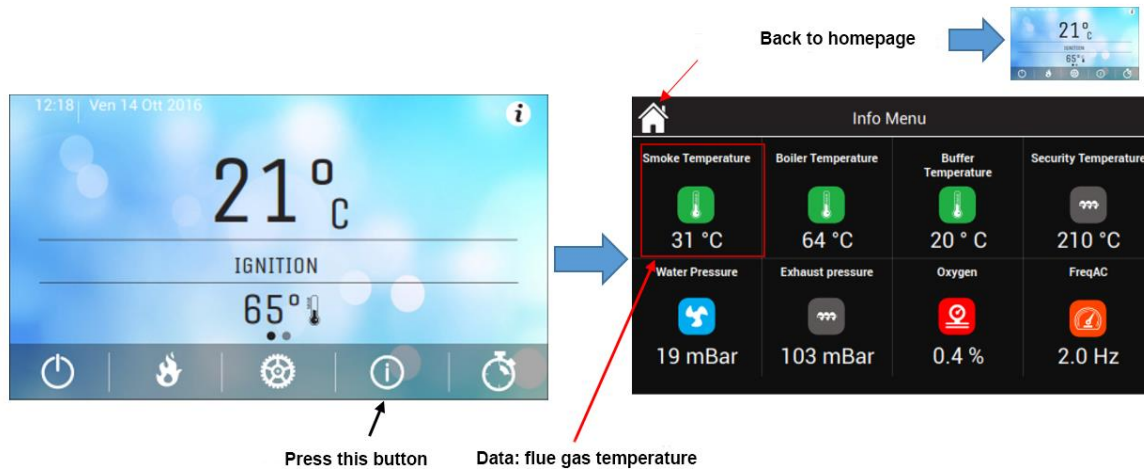 Back to homepage
21°C
IGNITION
65°
12:18 Ven 14 Ott 2016
i
21°C
IGNITION
65°
Press this button
Info Menu
Smoke Temperature
31 °C
Boiler Temperature
64 °C
Buffer
Temperature
20 ° C
Security Temperature
210 °C
Water Pressure
19 mBar
Exhaust pressure
103 mBar
Oxygen
0.4 %
FreqAC
2.0 Hz
Data: flue gas temperature